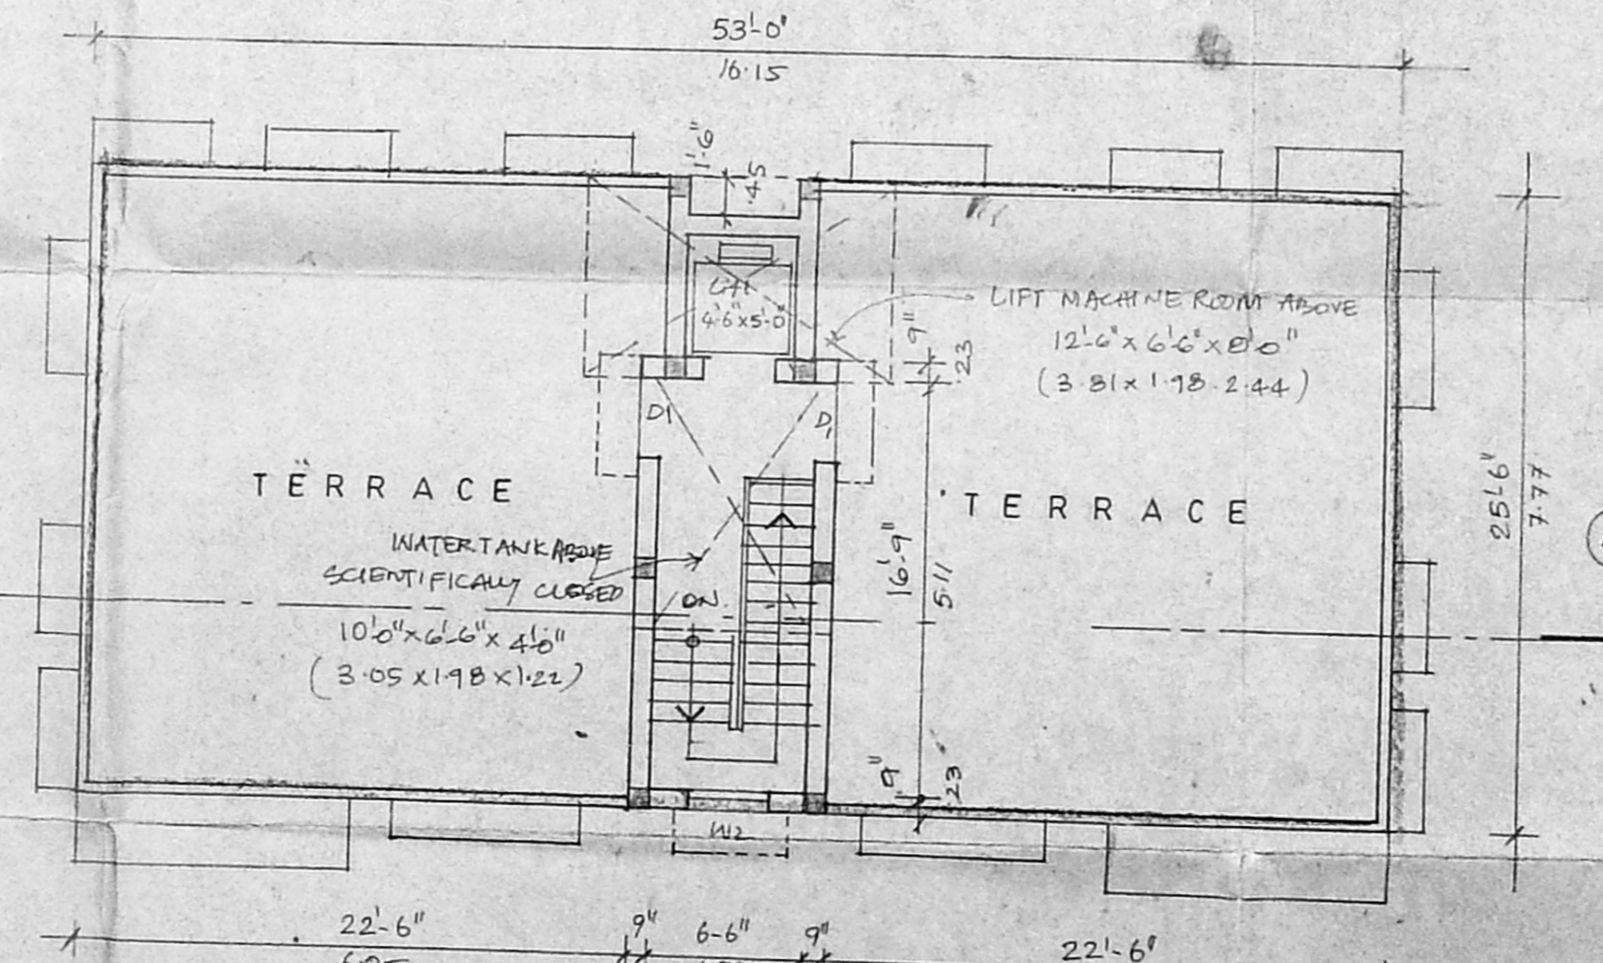 53'-0"
16.15
1'-6"
.45
Lift
4'-6"x5'-0"
LIFT MACHINE ROOM ABOVE
12'-6"x 6'-6"x 8'-0"
(3.81x1.98.2.44)
9"
.23
D1
D1
TERRACE
TERRACE
WATER TANK ABOVE
SCIENTIFICALLY CLOSED
10'-0"x6'-6"x 4'-0"
(3.05x1.98x1.22)
DN.
16'-9"
5.11
25'-6"
7.77
9"
.23
W2
22'-6"
9"
6-6"
9"
22'-6"